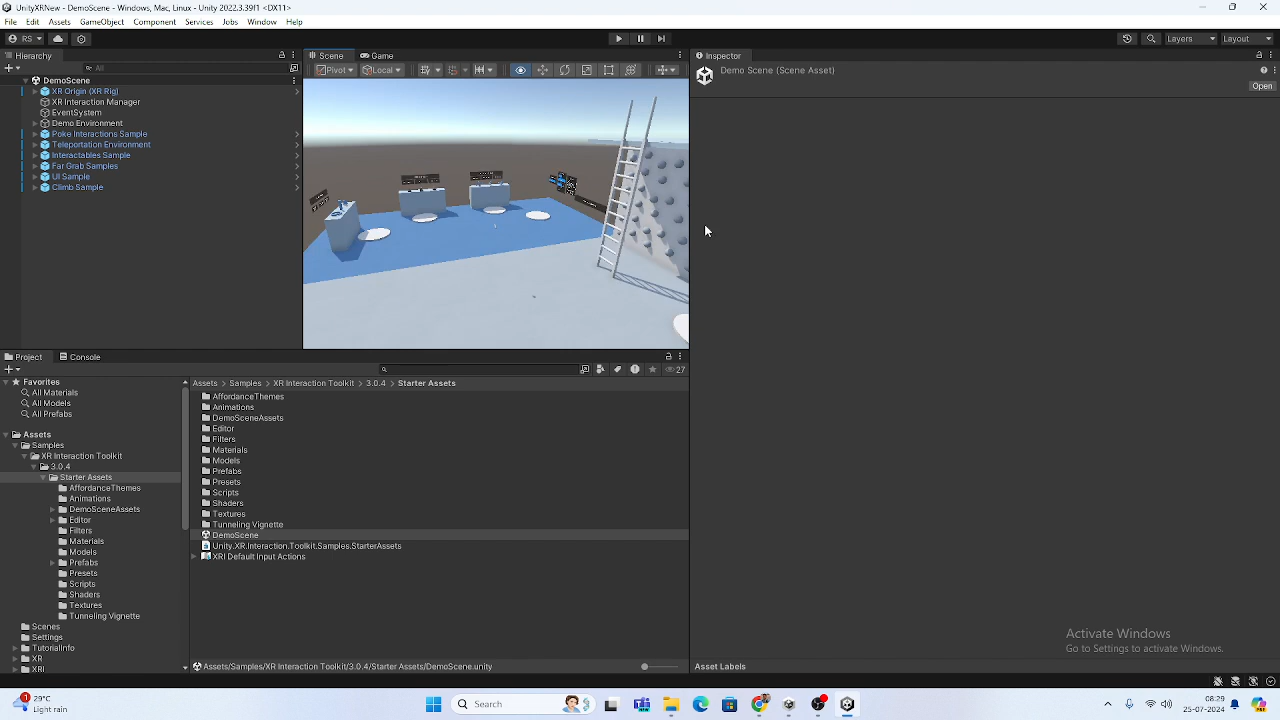 UnityXRNew - DemoScene - Windows, Mac, Linux - Unity 2022.3.39f1 <DX11>
File Edit Assets GameObject Component Services Jobs Window Help
RS Layers Layout
Hierarchy Scene Game Inspector
All Pivot Local
Demo Scene (Scene Asset)
Open
DemoScene
XR Origin (XR Rig)
XR Interaction Manager
EventSystem
Demo Environment
Poke Interactions Sample
Teleportation Environment
Interactables Sample
Far Grab Samples
UI Sample
Climb Sample
Project Console
27
Favorites
All Materials
All Models
All Prefabs
Assets
Samples
XR Interaction Toolkit
3.0.4
Starter Assets
AffordanceThemes
Animations
DemoSceneAssets
Editor
Filters
Materials
Models
Prefabs
Presets
Scripts
Shaders
Textures
Tunneling Vignette
Scenes
Settings
TutorialInfo
XR
XRI
Assets > Samples > XR Interaction Toolkit > 3.0.4 > Starter Assets
AffordanceThemes
Animations
DemoSceneAssets
Editor
Filters
Materials
Models
Prefabs
Presets
Scripts
Shaders
Textures
Tunneling Vignette
DemoScene
Unity.XR.Interaction.Toolkit.Samples.StarterAssets
XRI Default Input Actions
Assets/Samples/XR Interaction Toolkit/3.0.4/Starter Assets/DemoScene.unity
Activate Windows
Go to Settings to activate Windows.
Asset Labels
1
29°C
Light rain
Search
08:29
25-07-2024